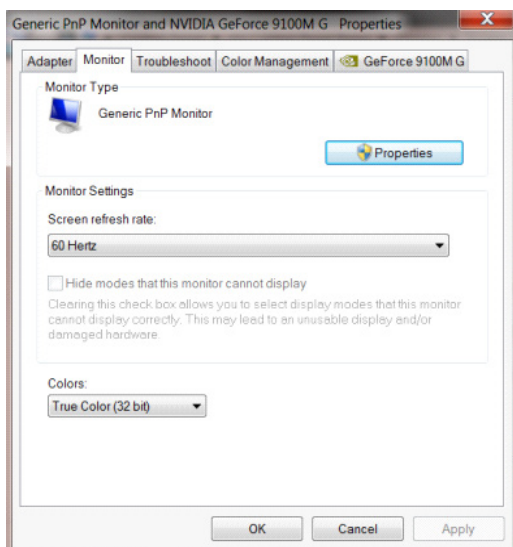 Generic PnP Monitor and NVIDIA GeForce 9100M G Properties
X
Adapter Monitor Troubleshoot Color Management GeForce 9100M G
Monitor Type
Generic PnP Monitor
Properties
Monitor Settings
Screen refresh rate:
60 Hertz
Hide modes that this monitor cannot display
Clearing this check box allows you to select display modes that this monitor
cannot display correctly. This may lead to an unusable display and/or
damaged hardware.
Colors:
True Color (32 bit)
OK Cancel Apply